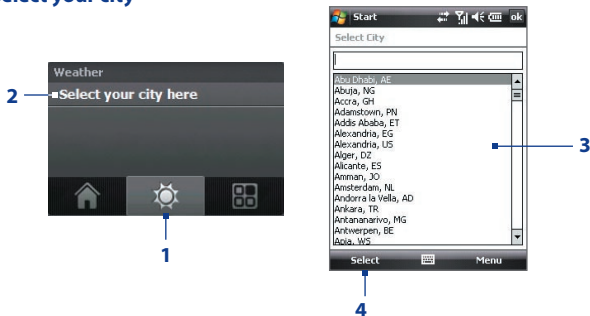 Select your city
Weather
2
Select your city here
1
Start
ok
Select City
Abu Dhabi, AE
Abuja, NG
Accra, GH
Adamstown, PN
Addis Ababa, ET
Alexandria, EG
Alexandria, US
Alger, DZ
Alicante, ES
Amman, JO
Amsterdam, NL
Andorra la Vella, AD
Ankara, TR
Antananarivo, MG
Antwerpen, BE
Apia, WS
3
Select
Menu
4